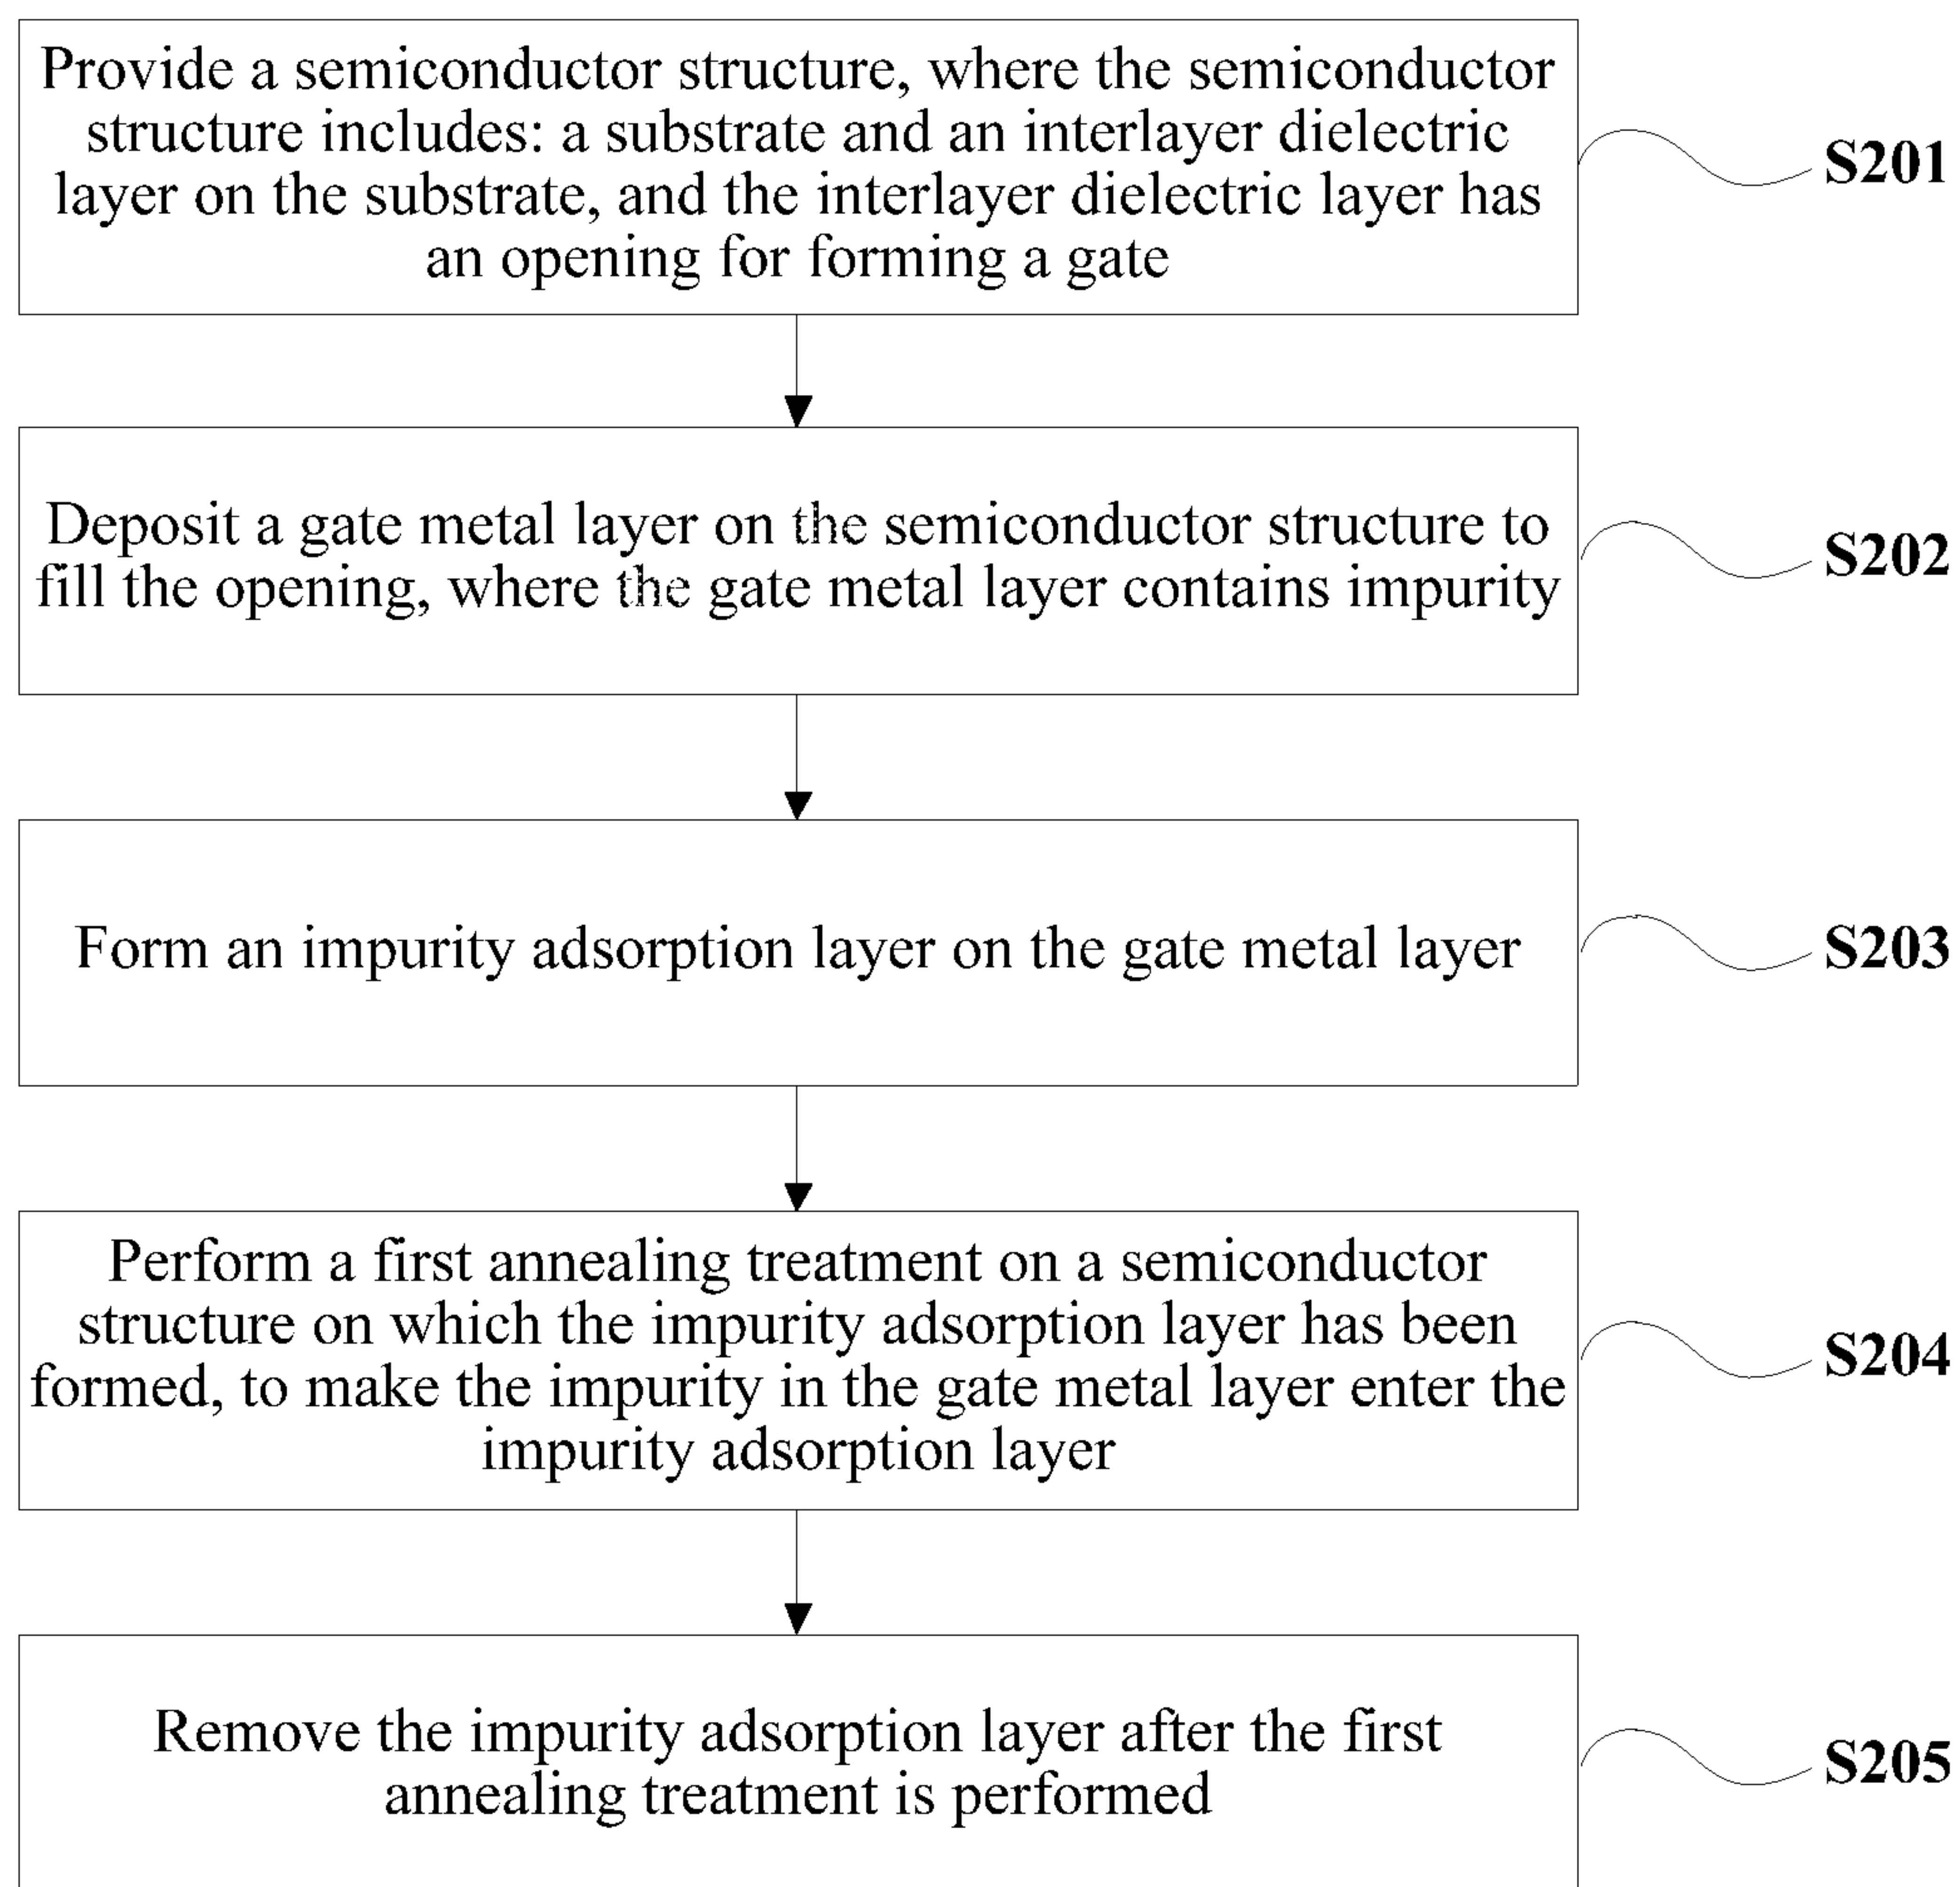 Provide a semiconductor structure, where the semiconductor
structure includes: a substrate and an interlayer dielectric
layer on the substrate, and the interlayer dielectric layer has
an opening for forming a gate
S201
Deposit a gate metal layer on the semiconductor structure to
fill the opening, where the gate metal layer contains impurity
S202
Form an impurity adsorption layer on the gate metal layer
S203
Perform a first annealing treatment on a semiconductor
structure on which the impurity adsorption layer has been
formed, to make the impurity in the gate metal layer enter the
impurity adsorption layer
S204
Remove the impurity adsorption layer after the first
annealing treatment is performed
S205